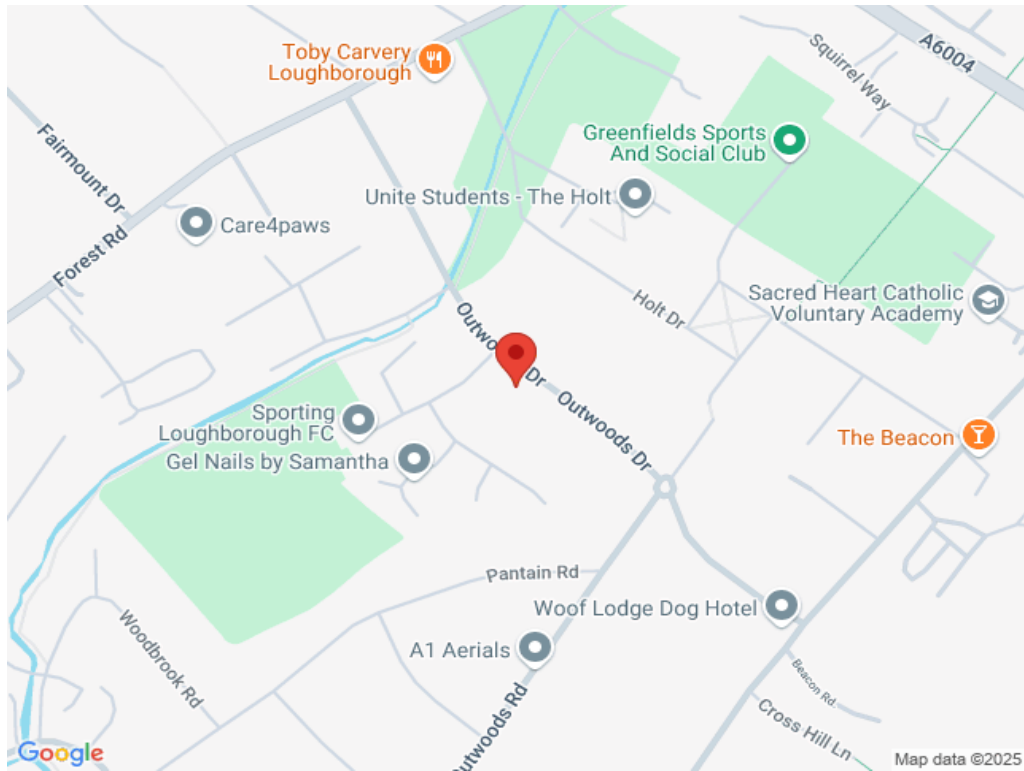 Toby Carvery
Loughborough
A6004
Squirrel Way
Fairmount Dr
Greenfields Sports
And Social Club
Unite Students - The Holt
Care4paws
Forest Rd
Holt Dr
Sacred Heart Catholic
Voluntary Academy
Outwoods Dr
Outwoods Dr
Sporting
Loughborough FC
The Beacon
Gel Nails by Samantha
Pantain Rd
Woof Lodge Dog Hotel
Woodbrook Rd
A1 Aerials
Beacon Rd
Outwoods Rd
Cross Hill Ln
Google
Map data ©2025